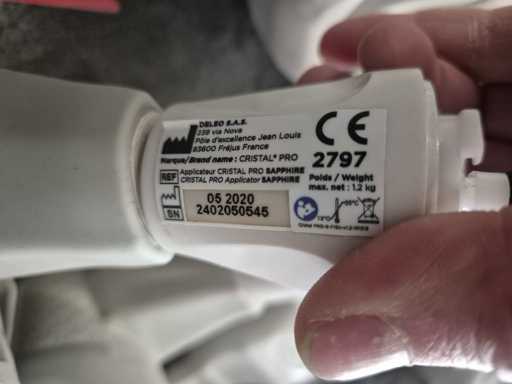 DELEO S.A.S.
239 via Nova
Pôle d'excellence Jean Louis
83600 Fréjus France
CE
2797
Marque/Brand name : CRISTAL® PRO
REF
Applicateur CRISTAL PRO SAPPHIRE
CRISTAL PRO Applicator SAPPHIRE
Poids / Weight
max. net : 1.2 kg
05 2020
SN
2402050545